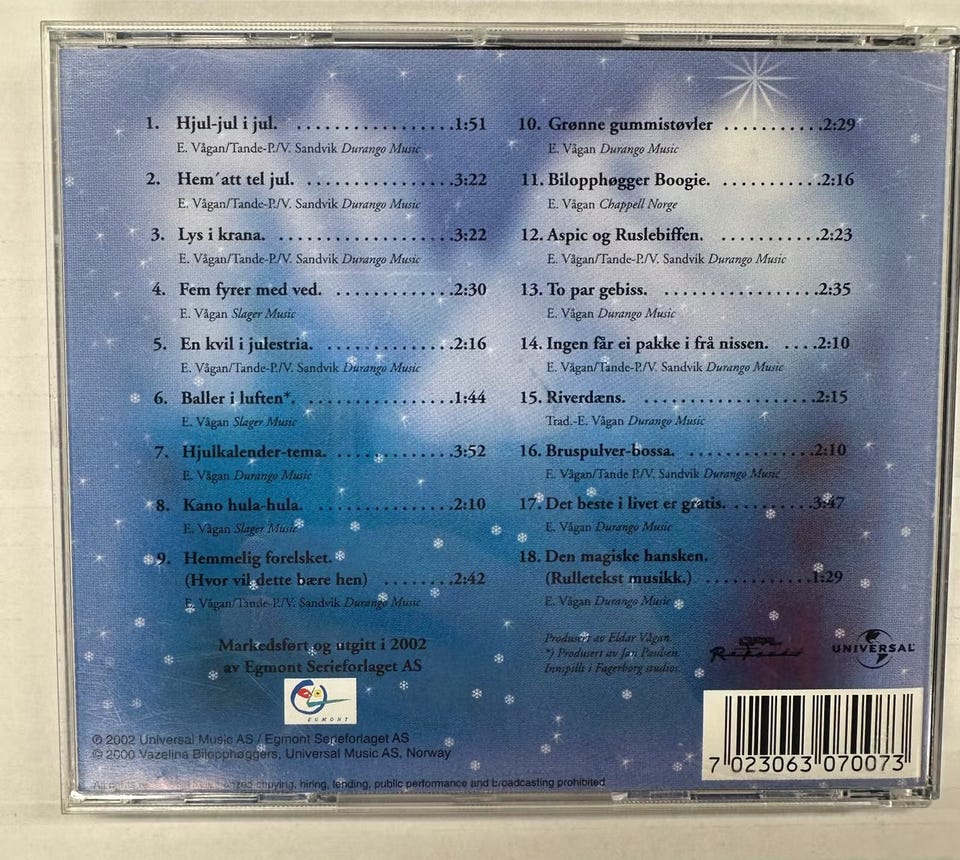 1. Hjul-jul i jul. . . . . . . . . . . . . . . . . .1:51
E. Vågan/Tande-P./V. Sandvik Durango Music
2. Hem´att tel jul. . . . . . . . . . . . . . . . .3:22
E. Vågan/Tande-P./V. Sandvik Durango Music
3. Lys i krana. . . . . . . . . . . . . . . . . . . .3:22
E. Vågan/Tande-P./V. Sandvik Durango Music
4. Fem fyrer med ved. . . . . . . . . . . . . .2:30
E. Vågan Slager Music
5. En kvil i julestria. . . . . . . . . . . . . . .2:16
E. Vågan/Tande-P./V. Sandvik Durango Music
6. Baller i luften*. . . . . . . . . . . . . . . . .1:44
E. Vågan Slager Music
7. Hjulkalender-tema. . . . . . . . . . . . .3:52
E. Vågan Durango Music
8. Kano hula-hula. . . . . . . . . . . . . . . .2:10
E. Vågan Slager Music
9. Hemmelig forelsket.
(Hvor vil dette bære hen) . . . . . . . .2:42
E. Vågan/Tande-P./V. Sandvik Durango Music
10. Grønne gummistøvler . . . . . . . . . . .2:29
E. Vågan Durango Music
11. Bilopphøgger Boogie. . . . . . . . . . . .2:16
E. Vågan Chappell Norge
12. Aspic og Ruslebiffen. . . . . . . . . . . .2:23
E. Vågan/Tande-P./V. Sandvik Durango Music
13. To par gebiss. . . . . . . . . . . . . . . . . .2:35
E. Vågan Durango Music
14. Ingen får ei pakke i frå nissen. . . . .2:10
E. Vågan/Tande-P./V. Sandvik Durango Music
15. Riverdæns. . . . . . . . . . . . . . . . . . . .2:15
Trad.-E. Vågan Durango Music
16. Bruspulver-bossa. . . . . . . . . . . . . . .2:10
E. Vågan/Tande P./V. Sandvik Durango Music
17. Det beste i livet er gratis. . . . . . . . .3:47
E. Vågan Durango Music
18. Den magiske hansken.
(Rulletekst musikk.) . . . . . . . . . . . .1:29
E. Vågan Durango Music
Markedsført og utgitt i 2002
av Egmont Serieforlaget AS
EGMONT
Produsert av Eldar Vågan.
*) Produsert av Jan Paulsen.
Innspilt i Fagerborg studios.
Records
UNIVERSAL
℗ 2002 Universal Music AS / Egmont Serieforlaget AS
© 2000 Vazelina Bilopphøggers, Universal Music AS, Norway
copying, hiring, lending, public performance and broadcasting prohibited
7 023063 070073